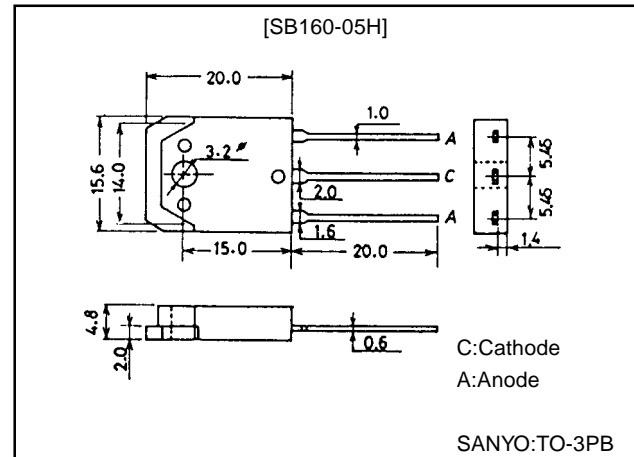 [SB160-05H]
20.0
1.0
A
3.2ø
15.6
14.0
C
2.0
5.45
5.45
A
1.6
15.0
20.0
1.4
4.8
2.0
0.6
C:Cathode
A:Anode
SANYO:TO-3PB